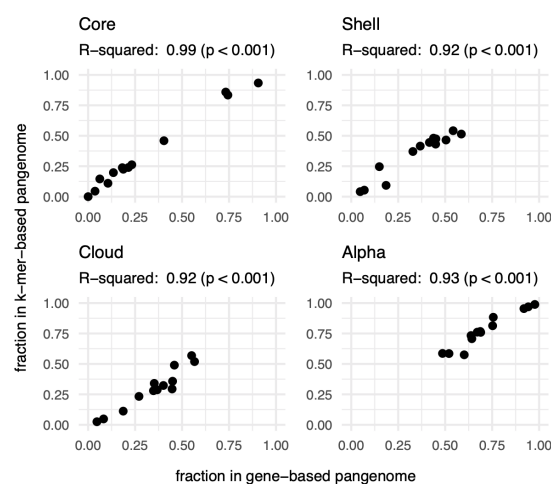 Core
R−squared: 0.99 (p < 0.001)
1.00
0.75
0.50
0.25
0.00
0.00 0.25 0.50 0.75 1.00
Shell
R−squared: 0.92 (p < 0.001)
1.00
0.75
0.50
0.25
0.00
0.00 0.25 0.50 0.75 1.00
Cloud
R−squared: 0.92 (p < 0.001)
1.00
0.75
0.50
0.25
0.00
0.00 0.25 0.50 0.75 1.00
Alpha
R−squared: 0.93 (p < 0.001)
1.00
0.75
0.50
0.25
0.00
0.00 0.25 0.50 0.75 1.00
fraction in k−mer−based pangenome
fraction in gene−based pangenome